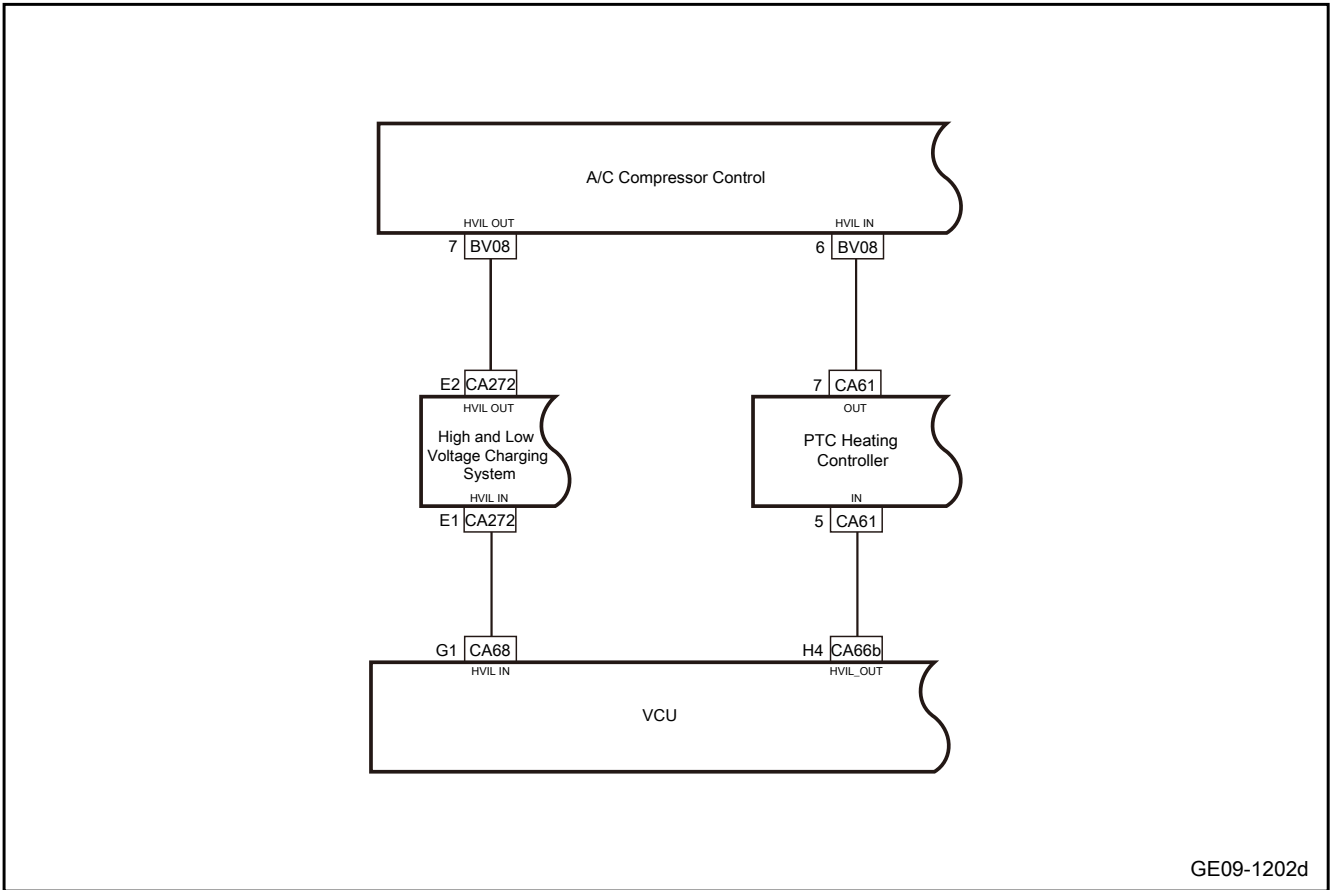 A/C Compressor Control
HVIL OUT HVIL IN
7 BV08 6 BV08
E2 CA272 7 CA61
HVIL OUT OUT
High and Low
Voltage Charging
System
PTC Heating
Controller
HVIL IN IN
E1 CA272 5 CA61
G1 CA68 H4 CA66b
HVIL IN HVIL_OUT
VCU
GE09-1202d